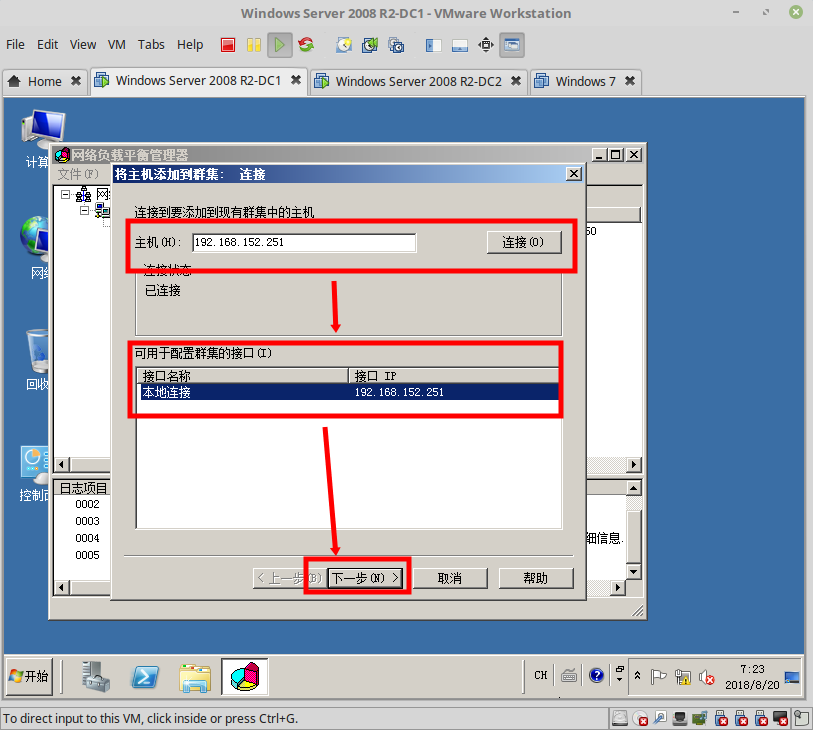 Windows Server 2008 R2-DC1 - VMware Workstation
File Edit View VM Tabs Help
Home Windows Server 2008 R2-DC1 Windows Server 2008 R2-DC2 Windows 7
计算
网络负载平衡管理器
文件(F)
将主机添加到群集: 连接
网
连接到要添加到现有群集中的主机
主机(H): 192.168.152.251 连接(O)
50
连接状态
已连接
网络
可用于配置群集的接口(I)
接口名称 接口 IP
本地连接 192.168.152.251
回收
控制面
日志项目
0002
0003
0004
细信息.
0005
< 上一步(B) 下一步(N) > 取消 帮助
开始
CH
7:23
2018/8/20
To direct input to this VM, click inside or press Ctrl+G.